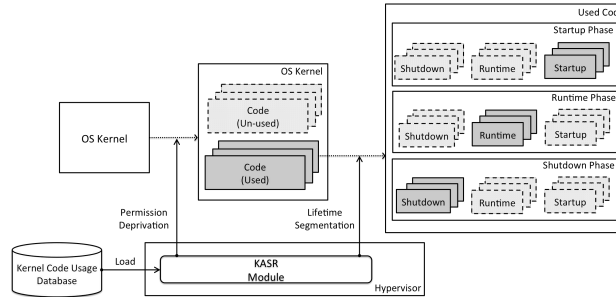 Used Cod
Startup Phase
Shutdown
Runtime
Startup
OS Kernel
Code
(Un-used)
Code
(Used)
OS Kernel
Runtime Phase
Shutdown
Runtime
Startup
Shutdown Phase
Shutdown
Runtime
Startup
Permission
Deprivation
Lifetime
Segmentation
Kernel Code Usage
Database
Load
KASR
Module
Hypervisor